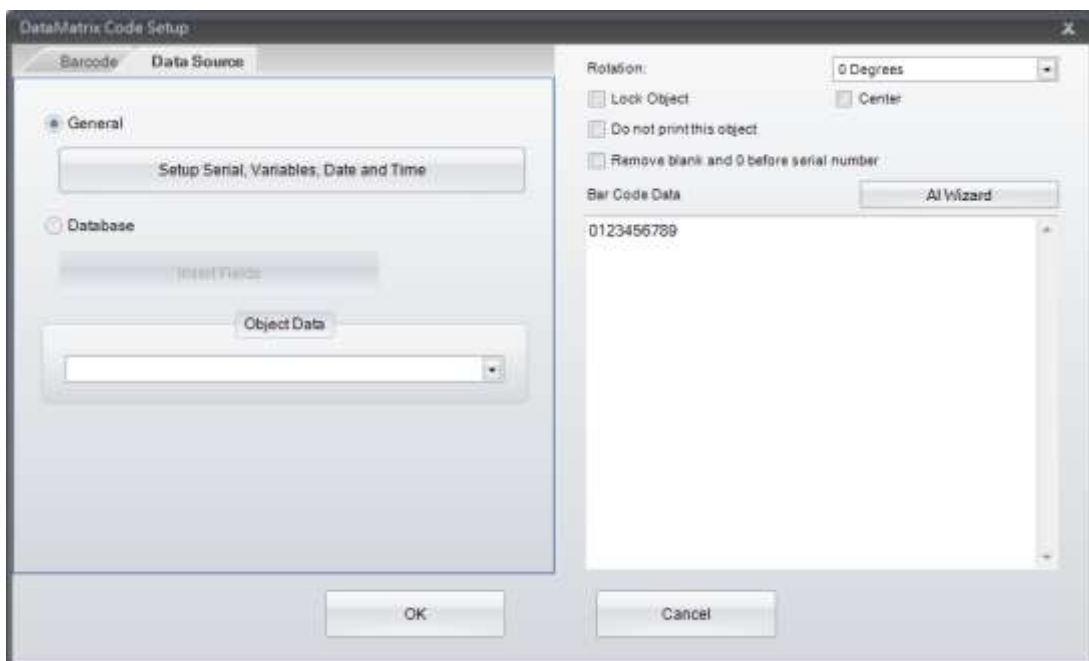 DataMatrix Code Setup
x
Barcode
Data Source
General
Setup Serial, Variables, Date and Time
Database
Insert Fields
Object Data
Rotation:
0 Degrees
Lock Object
Center
Do not print this object
Remove blank and 0 before serial number
Bar Code Data
AI Wizard
0123456789
OK
Cancel